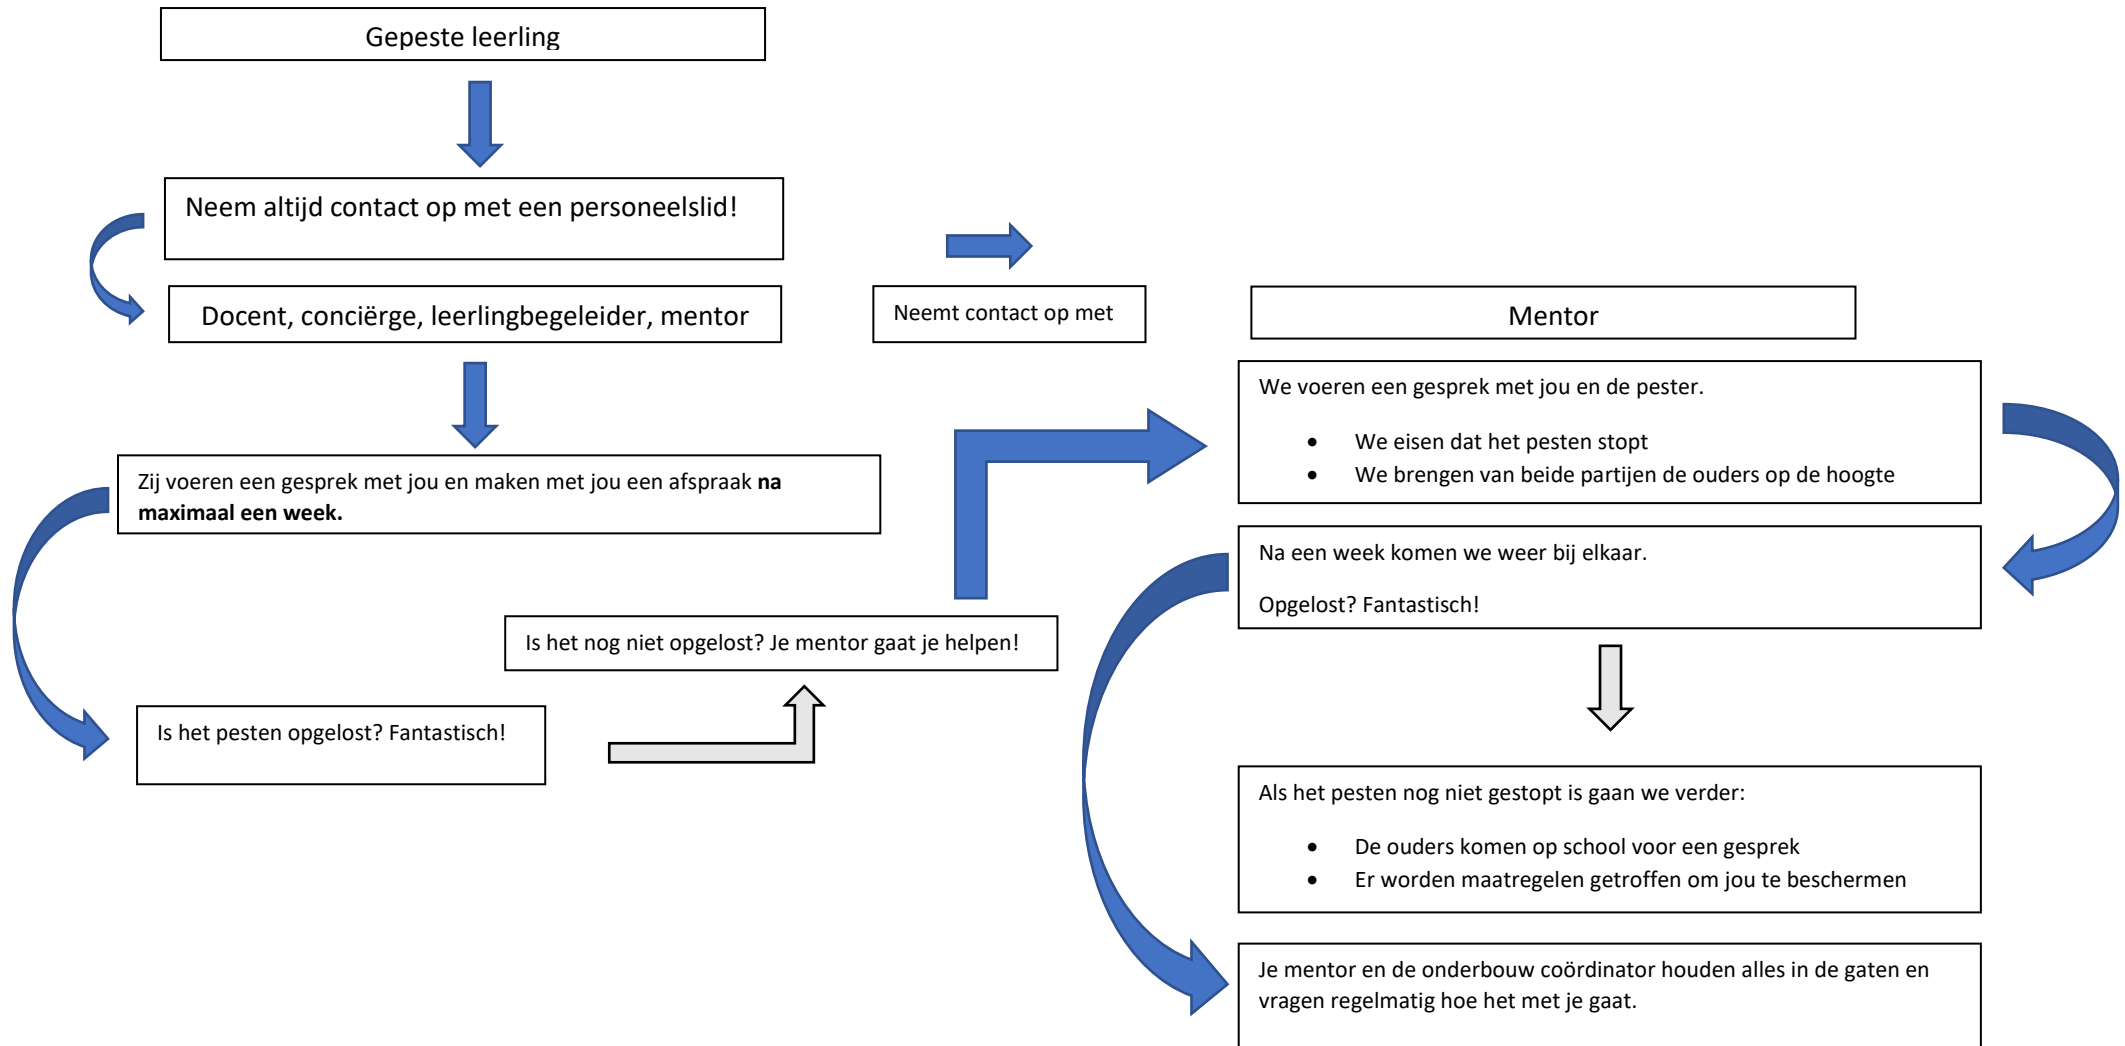 Gepeste leerling
Neem altijd contact op met een personeelslid!
Docent, conciërge, leerlingbegeleider, mentor
Zij voeren een gesprek met jou en maken met jou een afspraak na
maximaal een week.
Is het pesten opgelost? Fantastisch!
Is het nog niet opgelost? Je mentor gaat je helpen!
Neemt contact op met
Mentor
We voeren een gesprek met jou en de pester.
• We eisen dat het pesten stopt
• We brengen van beide partijen de ouders op de hoogte
Na een week komen we weer bij elkaar.
Opgelost? Fantastisch!
Als het pesten nog niet gestopt is gaan we verder:
• De ouders komen op school voor een gesprek
• Er worden maatregelen getroffen om jou te beschermen
Je mentor en de onderbouw coördinator houden alles in de gaten en
vragen regelmatig hoe het met je gaat.